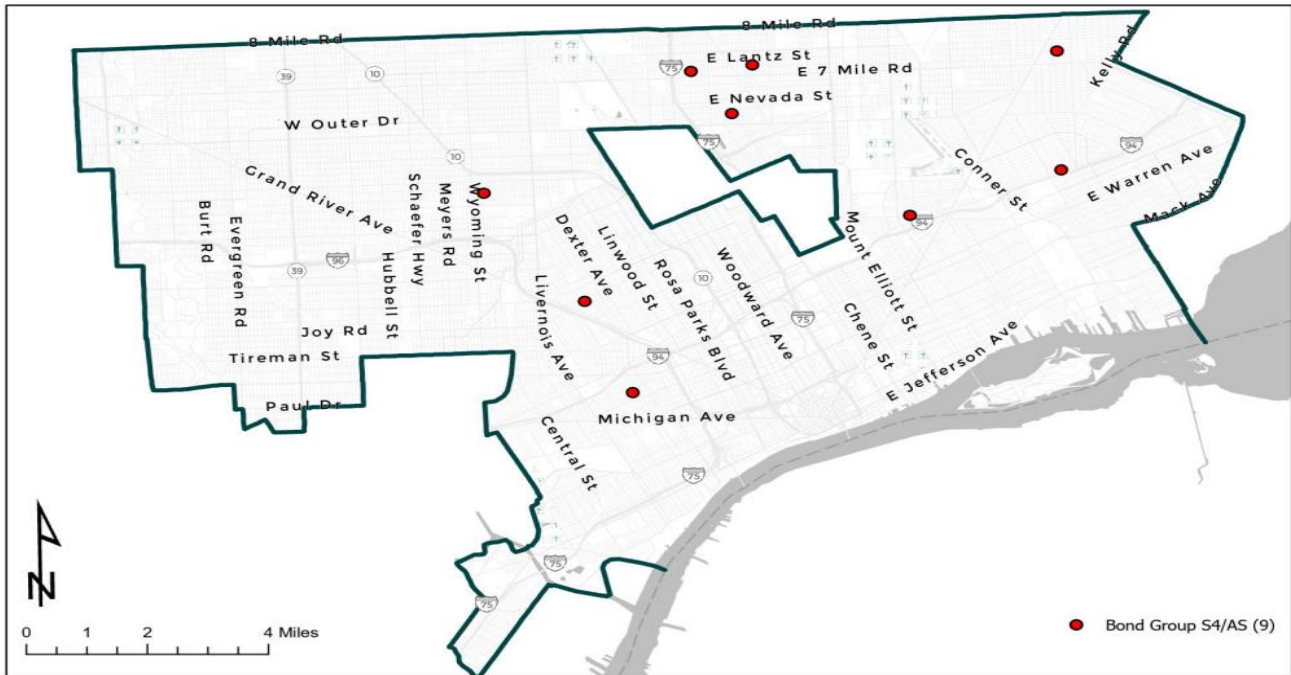 8 Mile Rd
8 Mile Rd
Kelly Rd
E Lantz St
75
E 7 Mile Rd
39
10
E Nevada St
W Outer Dr
75
94
10
Conner St
E Warren Ave
Grand River Ave
Schaefer Hwy
Meyers Rd
Wyoming St
Mack Ave
Burt Rd
Evergreen Rd
Dexter Ave
Linwood St
Mount Elliott St
94
96
39
Hubbell St
Rosa Parks Blvd
10
Woodward Ave
Livernois Ave
75
Chene St
Joy Rd
Tireman St
94
E Jefferson Ave
Paul Dr
Michigan Ave
Central St
75
75
75
N
0 1 2 4 Miles
Bond Group S4/AS (9)